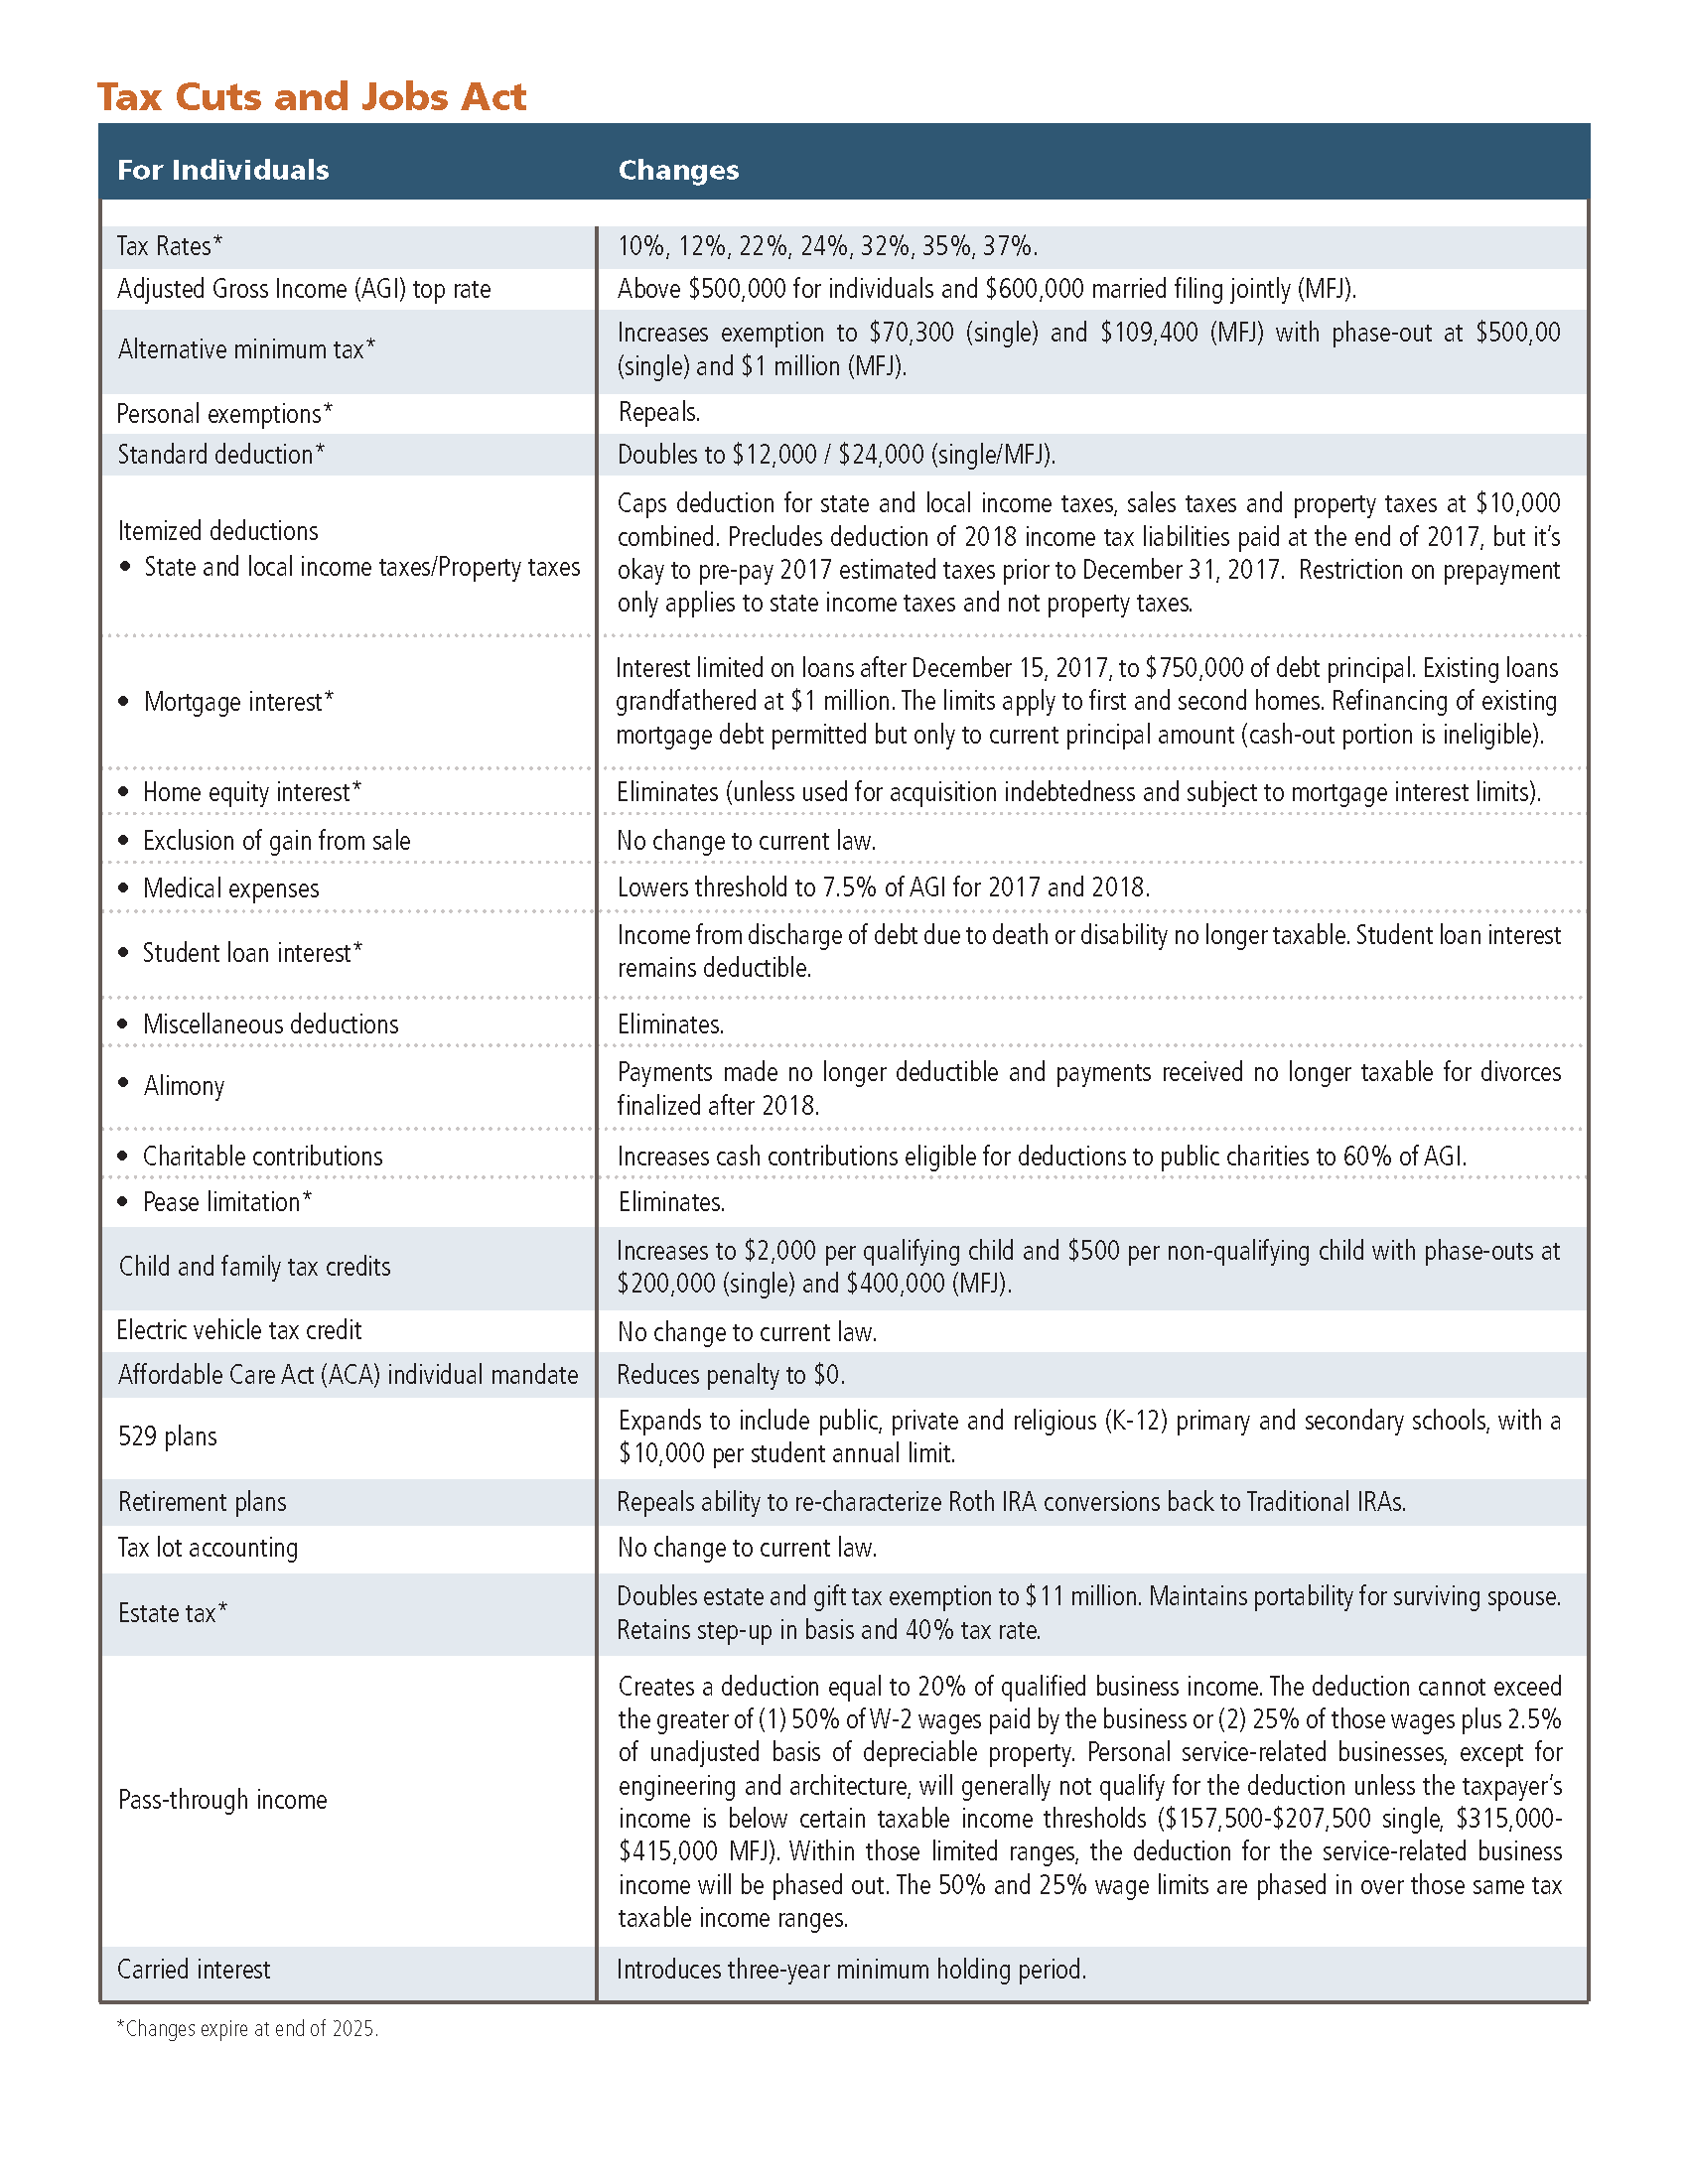 Tax Cuts and Jobs Act
For Individuals
Changes
Tax Rates*
10%, 12%, 22%, 24%, 32%, 35%, 37%.
Adjusted Gross Income (AGI) top rate
Above $500,000 for individuals and $600,000 married filing jointly (MFJ).
Alternative minimum tax*
Increases exemption to $70,300 (single) and $109,400 (MFJ) with phase-out at $500,00
(single) and $1 million (MFJ).
Personal exemptions*
Repeals.
Standard deduction*
Doubles to $12,000 / $24,000 (single/MFJ).
Itemized deductions
• State and local income taxes/Property taxes
Caps deduction for state and local income taxes, sales taxes and property taxes at $10,000
combined. Precludes deduction of 2018 income tax liabilities paid at the end of 2017, but it's
okay to pre-pay 2017 estimated taxes prior to December 31, 2017. Restriction on prepayment
only applies to state income taxes and not property taxes.
• Mortgage interest*
Interest limited on loans after December 15, 2017, to $750,000 of debt principal. Existing loans
grandfathered at $1 million. The limits apply to first and second homes. Refinancing of existing
mortgage debt permitted but only to current principal amount (cash-out portion is ineligible).
• Home equity interest*
Eliminates (unless used for acquisition indebtedness and subject to mortgage interest limits).
• Exclusion of gain from sale
No change to current law.
• Medical expenses
Lowers threshold to 7.5% of AGI for 2017 and 2018.
• Student loan interest*
Income from discharge of debt due to death or disability no longer taxable. Student loan interest
remains deductible.
• Miscellaneous deductions
Eliminates.
• Alimony
Payments made no longer deductible and payments received no longer taxable for divorces
finalized after 2018.
• Charitable contributions
Increases cash contributions eligible for deductions to public charities to 60% of AGI.
• Pease limitation*
Eliminates.
Child and family tax credits
Increases to $2,000 per qualifying child and $500 per non-qualifying child with phase-outs at
$200,000 (single) and $400,000 (MFJ).
Electric vehicle tax credit
No change to current law.
Affordable Care Act (ACA) individual mandate
Reduces penalty to $0.
529 plans
Expands to include public, private and religious (K-12) primary and secondary schools, with a
$10,000 per student annual limit.
Retirement plans
Repeals ability to re-characterize Roth IRA conversions back to Traditional IRAs.
Tax lot accounting
No change to current law.
Estate tax*
Doubles estate and gift tax exemption to $11 million. Maintains portability for surviving spouse.
Retains step-up in basis and 40% tax rate.
Pass-through income
Creates a deduction equal to 20% of qualified business income. The deduction cannot exceed
the greater of (1) 50% of W-2 wages paid by the business or (2) 25% of those wages plus 2.5%
of unadjusted basis of depreciable property. Personal service-related businesses, except for
engineering and architecture, will generally not qualify for the deduction unless the taxpayer's
income is below certain taxable income thresholds ($157,500-$207,500 single, $315,000-
$415,000 MFJ). Within those limited ranges, the deduction for the service-related business
income will be phased out. The 50% and 25% wage limits are phased in over those same tax
taxable income ranges.
Carried interest
Introduces three-year minimum holding period.
*Changes expire at end of 2025.